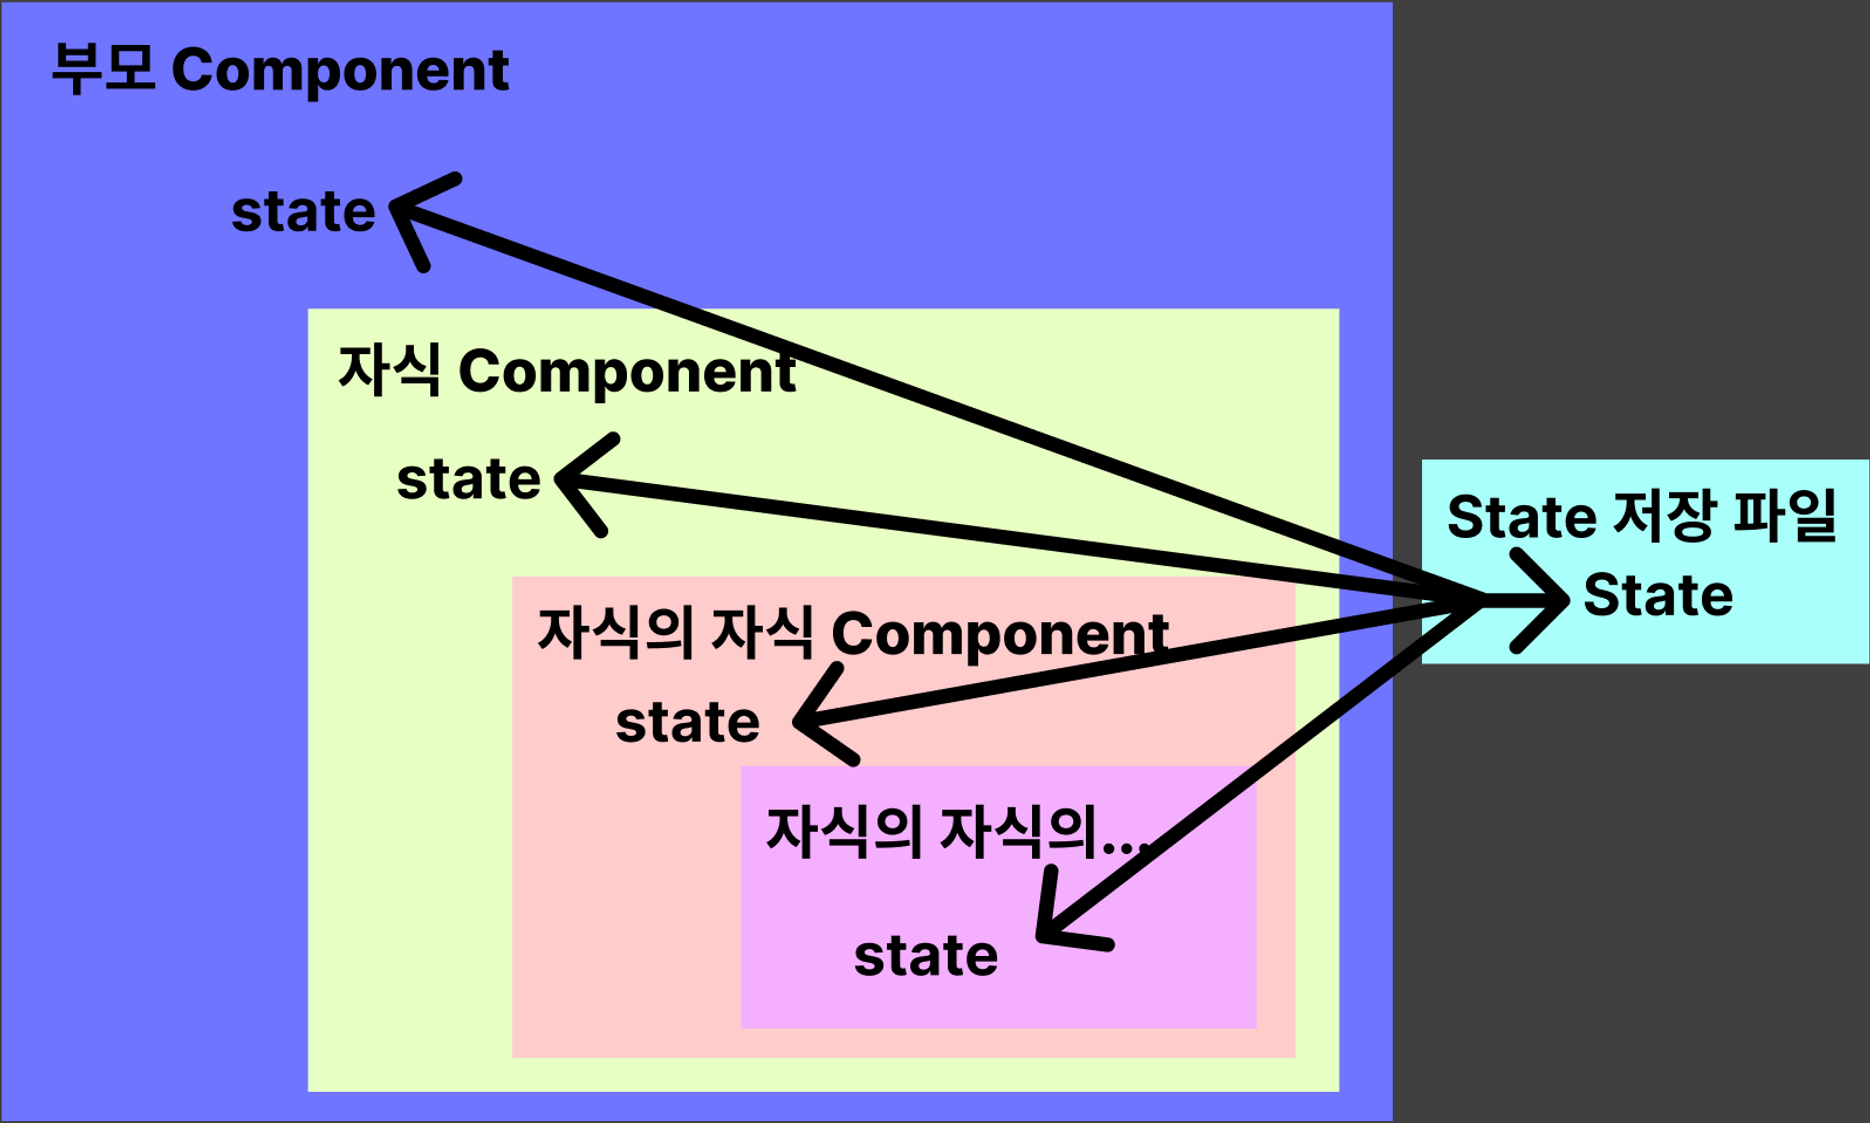 부모 Component
state
자식 Component
state
자식의 자식 Component
state
자식의 자식의...
state
State 저장 파일
State